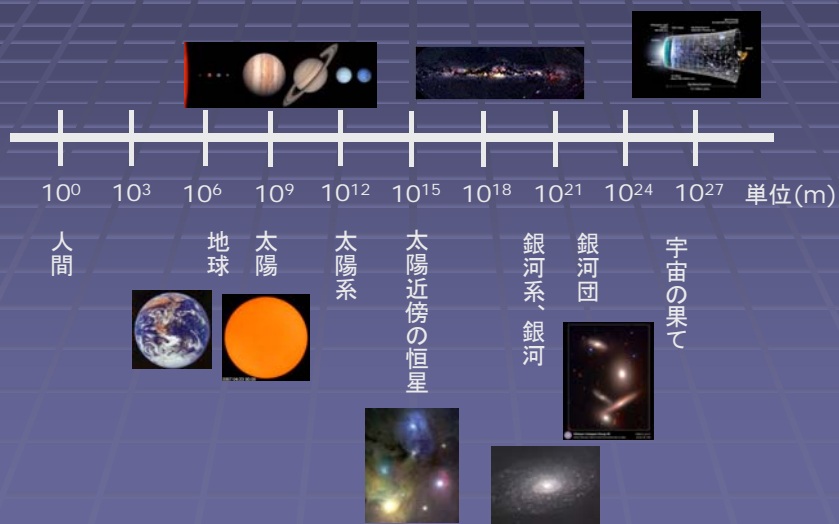 10⁰ 10³ 10⁶ 10⁹ 10¹² 10¹⁵ 10¹⁸ 10²¹ 10²⁴ 10²⁷ 単位(m)
人間
地球
太陽
太陽系
太陽近傍の恒星
銀河系、銀河
銀河団
宇宙の果て